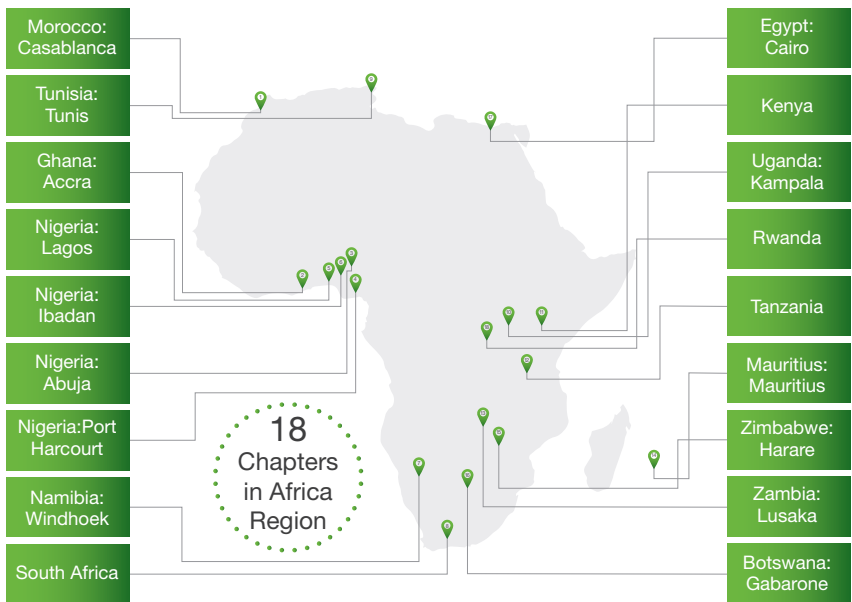 Morocco:
Casablanca
Tunisia:
Tunis
Ghana:
Accra
Nigeria:
Lagos
Nigeria:
Ibadan
Nigeria:
Abuja
Nigeria:Port
Harcourt
Namibia:
Windhoek
South Africa
18
Chapters
in Africa
Region
Egypt:
Cairo
Kenya
Uganda:
Kampala
Rwanda
Tanzania
Mauritius:
Mauritius
Zimbabwe:
Harare
Zambia:
Lusaka
Botswana:
Gabarone